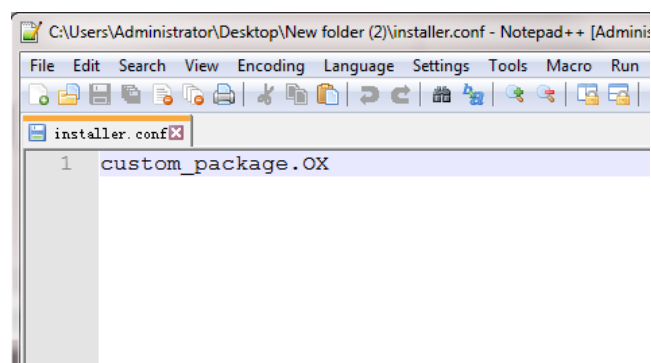 C:\Users\Administrator\Desktop\New folder (2)\installer.conf - Notepad++ [Adminis
File Edit Search View Encoding Language Settings Tools Macro Run
installer.conf
1 custom_package.OX